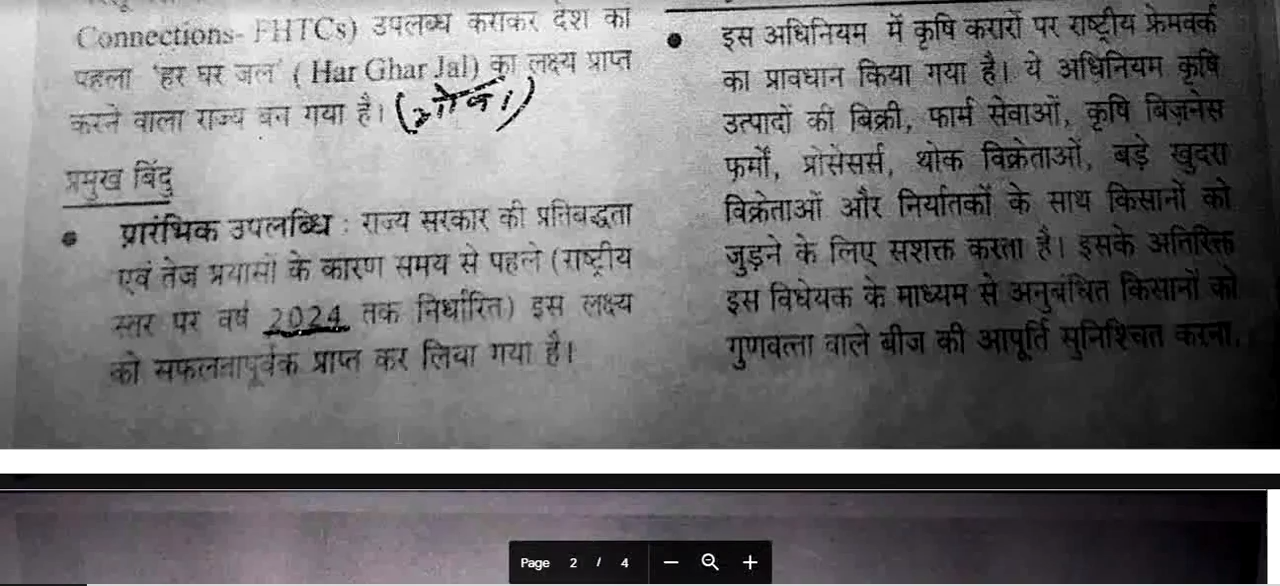 Connections- FHTCs) उपलब्ध कराकर देश का
पहला 'हर घर जल' ( Har Ghar Jal) का लक्ष्य प्राप्त
करने वाला राज्य बन गया है।
प्रमुख बिंदु
● प्रारंभिक उपलब्धि : राज्य सरकार की प्रतिबद्धता
एवं तेज प्रयासों के कारण समय से पहले (राष्ट्रीय
स्तर पर वर्ष 2024 तक निर्धारित) इस लक्ष्य
को सफलतापूर्वक प्राप्त कर लिया गया है।
● इस अधिनियम में कृषि करारों पर राष्ट्रीय फ्रेमवर्क
का प्रावधान किया गया है। ये अधिनियम कृषि
उत्पादों की बिक्री, फार्म सेवाओं, कृषि बिज़नेस
फर्मों, प्रोसेसर्स, थोक विक्रेताओं, बड़े खुदरा
विक्रेताओं और निर्यातकों के साथ किसानों को
जुड़ने के लिए सशक्त करता है। इसके अतिरिक्त
इस विधेयक के माध्यम से अनुबंधित किसानों को
गुणवत्ता वाले बीज की आपूर्ति सुनिश्चित करना,
Page 2 / 4